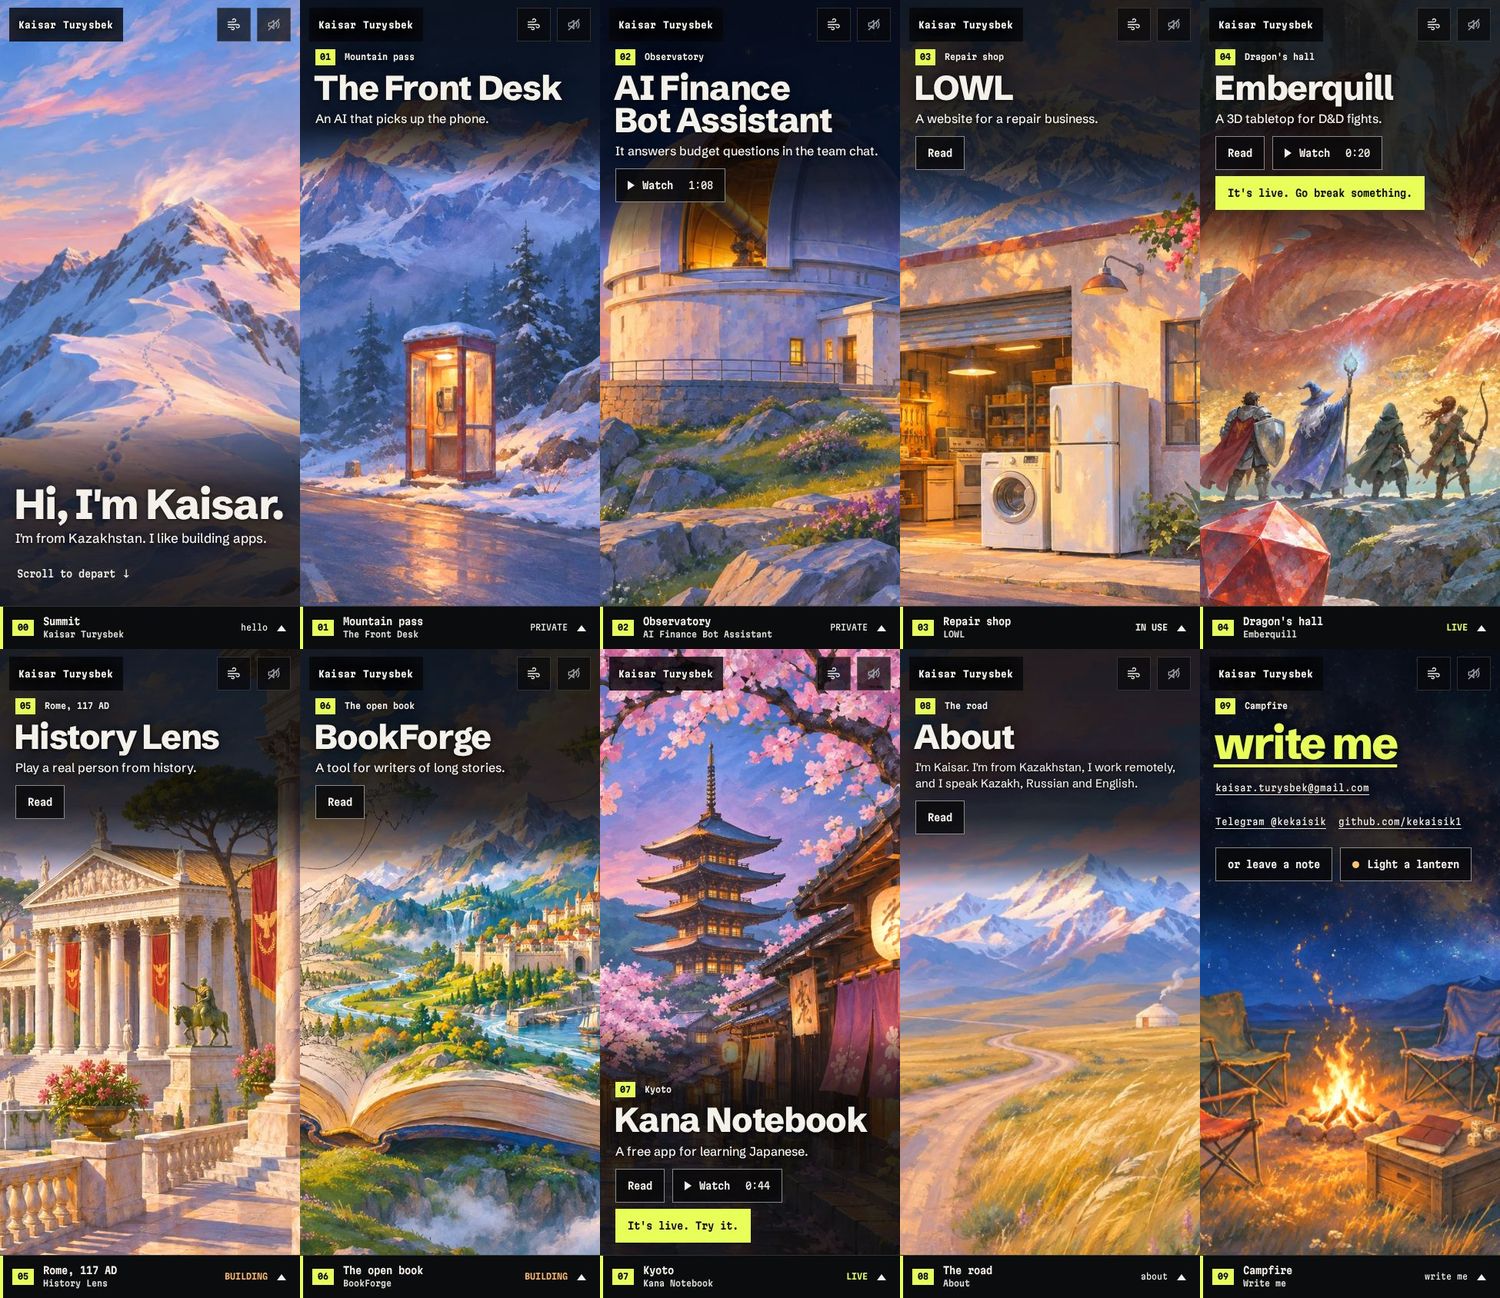 Kaisar Turysbek
Hi, I'm Kaisar.
I'm from Kazakhstan. I like building apps.
Scroll to depart ↓
00 Summit hello
Kaisar Turysbek
Kaisar Turysbek
01 Mountain pass
The Front Desk
An AI that picks up the phone.
01 Mountain pass PRIVATE
The Front Desk
Kaisar Turysbek
02 Observatory
AI Finance
Bot Assistant
It answers budget questions in the team chat.
Watch 1:08
02 Observatory PRIVATE
AI Finance Bot Assistant
Kaisar Turysbek
03 Repair shop
LOWL
A website for a repair business.
Read
03 Repair shop IN USE
LOWL
Kaisar Turysbek
04 Dragon's hall
Emberquill
A 3D tabletop for D&D fights.
Read Watch 0:20
It's live. Go break something.
04 Dragon's hall LIVE
Emberquill
Kaisar Turysbek
05 Rome, 117 AD
History Lens
Play a real person from history.
Read
05 Rome, 117 AD BUILDING
History Lens
Kaisar Turysbek
06 The open book
BookForge
A tool for writers of long stories.
Read
06 The open book BUILDING
BookForge
Kaisar Turysbek
07 Kyoto
Kana Notebook
A free app for learning Japanese.
Read Watch 0:44
It's live. Try it.
07 Kyoto LIVE
Kana Notebook
Kaisar Turysbek
08 The road
About
I'm Kaisar. I'm from Kazakhstan, I work remotely,
and I speak Kazakh, Russian and English.
Read
08 The road about
About
Kaisar Turysbek
09 Campfire
write me
kaisar.turysbek@gmail.com
Telegram @kekaisik github.com/kekaisik1
or leave a note Light a lantern
09 Campfire write me
Write me